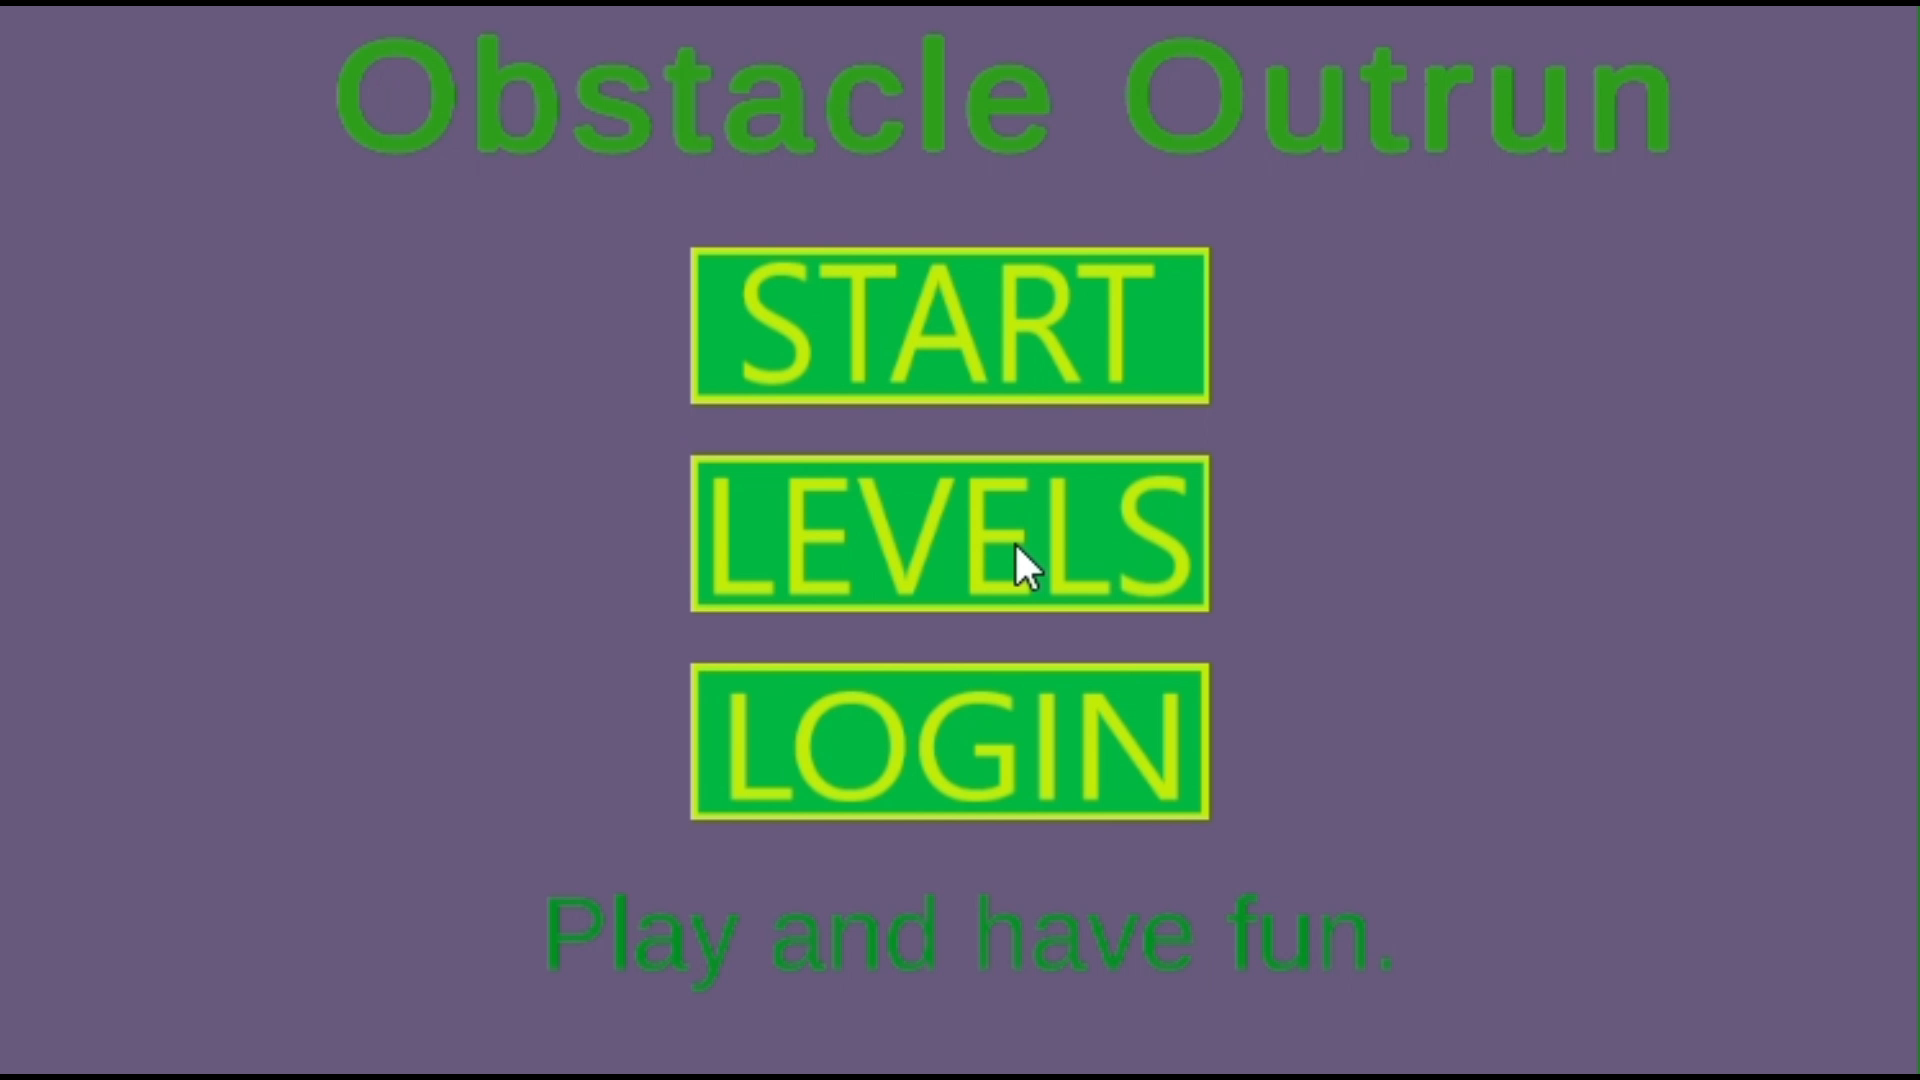 Obstacle Outrun
START
LEVELS
LOGIN
Play and have fun.